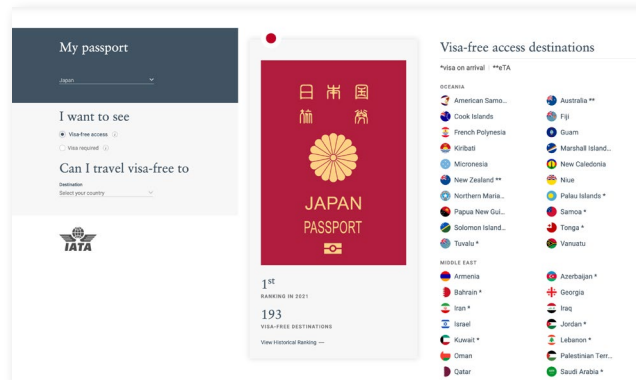 My passport
Japan
I want to see
Visa-free access
Visa required
Can I travel visa-free to
Destination
Select your country
IATA
日本国
旅券
JAPAN
PASSPORT
1st
RANKING IN 2021
193
VISA-FREE DESTINATIONS
View Historical Ranking —
Visa-free access destinations
*visa on arrival | **eTA
OCEANIA
American Samo... Australia **
Cook Islands Fiji
French Polynesia Guam
Kiribati Marshall Island...
Micronesia New Caledonia
New Zealand ** Niue
Northern Maria... Palau Islands *
Papua New Gui... Samoa *
Solomon Island... Tonga *
Tuvalu * Vanuatu
MIDDLE EAST
Armenia Azerbaijan *
Bahrain * Georgia
Iran * Iraq
Israel Jordan *
Kuwait * Lebanon *
Oman Palestinian Terr...
Qatar Saudi Arabia *